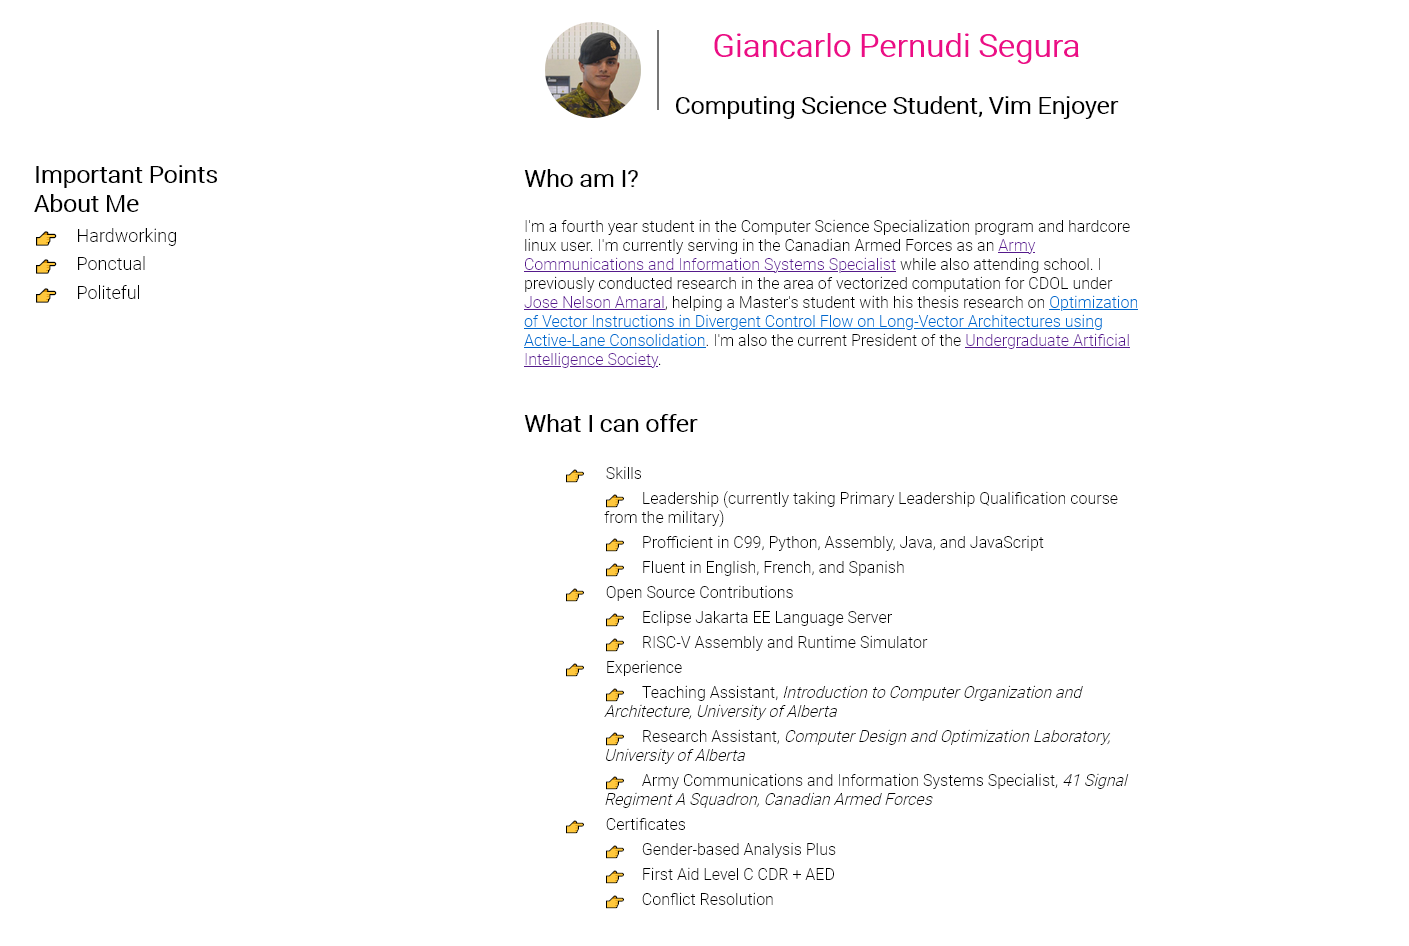 Giancarlo Pernudi Segura
Computing Science Student, Vim Enjoyer
Important Points
About Me
Hardworking
Ponctual
Politeful
Who am I?
I'm a fourth year student in the Computer Science Specialization program and hardcore
linux user. I'm currently serving in the Canadian Armed Forces as an Army
Communications and Information Systems Specialist while also attending school. I
previously conducted research in the area of vectorized computation for CDOL under
Jose Nelson Amaral, helping a Master's student with his thesis research on Optimization
of Vector Instructions in Divergent Control Flow on Long-Vector Architectures using
Active-Lane Consolidation. I'm also the current President of the Undergraduate Artificial
Intelligence Society.
What I can offer
Skills
Leadership (currently taking Primary Leadership Qualification course
from the military)
Profficient in C99, Python, Assembly, Java, and JavaScript
Fluent in English, French, and Spanish
Open Source Contributions
Eclipse Jakarta EE Language Server
RISC-V Assembly and Runtime Simulator
Experience
Teaching Assistant, Introduction to Computer Organization and
Architecture, University of Alberta
Research Assistant, Computer Design and Optimization Laboratory,
University of Alberta
Army Communications and Information Systems Specialist, 41 Signal
Regiment A Squadron, Canadian Armed Forces
Certificates
Gender-based Analysis Plus
First Aid Level C CDR + AED
Conflict Resolution